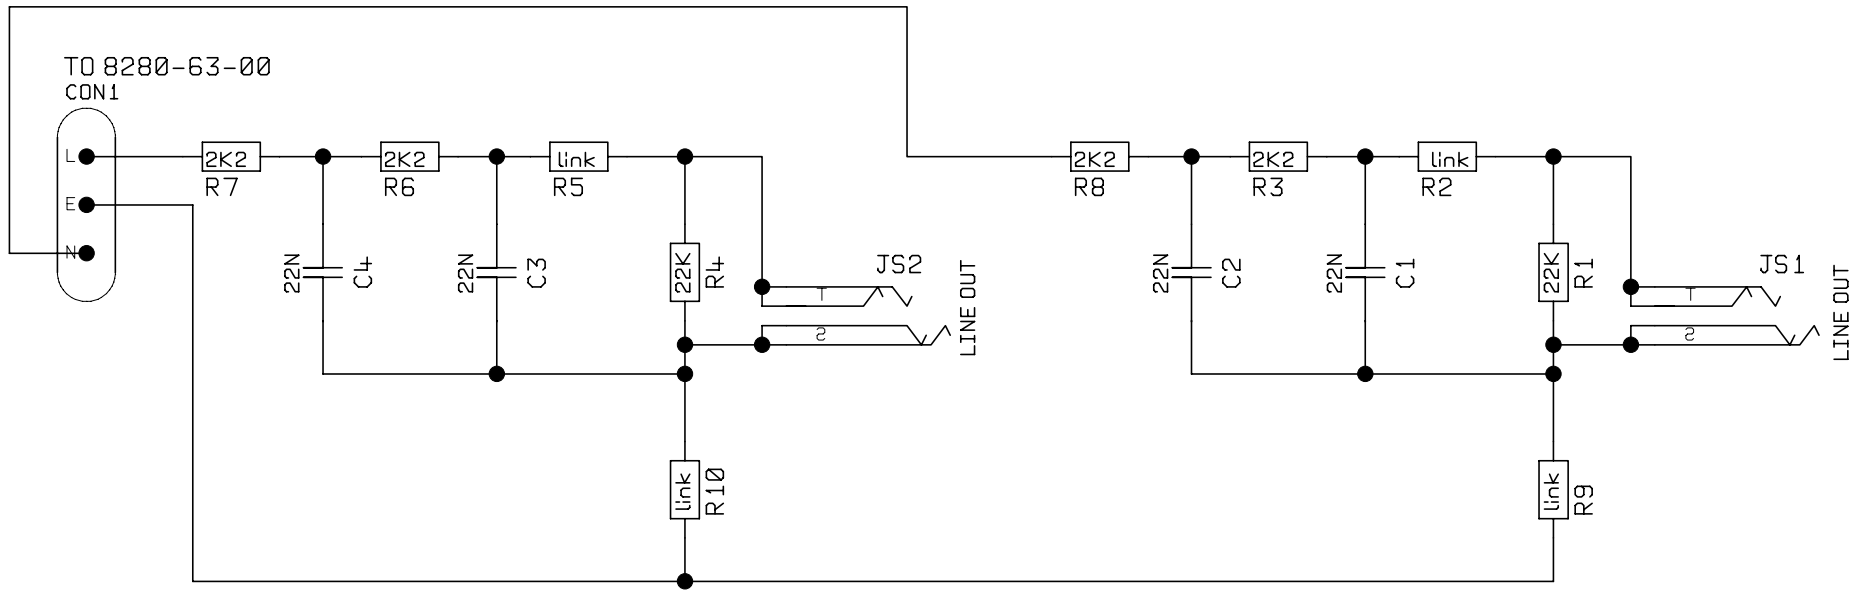 TO 8280-63-00
CON1
L
E
N
2K2
R7
2K2
R6
link
R5
22N
C4
22N
C3
22K
R4
JS2
T
S
LINE OUT
link
R10
2K2
R8
2K2
R3
link
R2
22N
C2
22N
C1
22K
R1
JS1
T
S
LINE OUT
link
R9